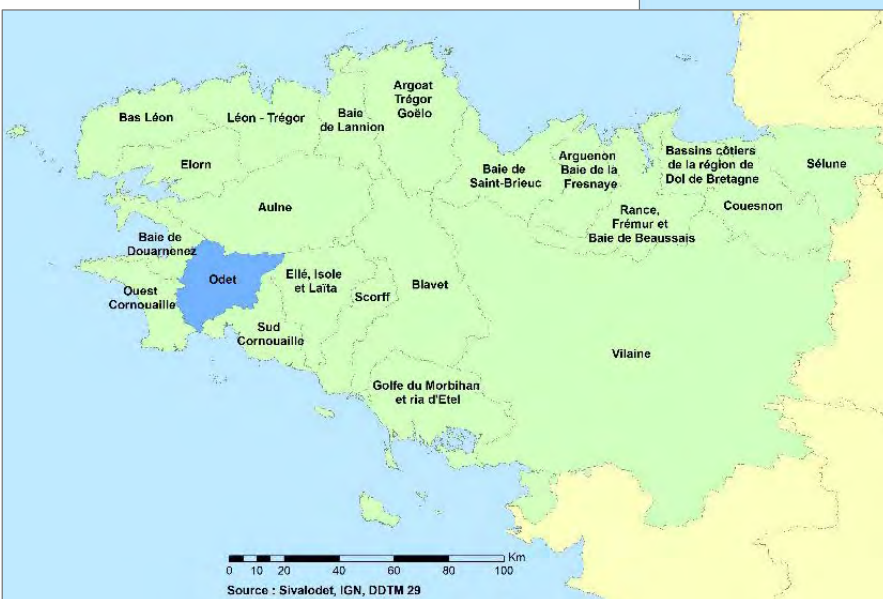 Bas Léon
Léon - Trégor
Baie
de Lannion
Argoat
Trégor
Goëlo
Elorn
Aulne
Baie de
Saint-Brieuc
Arguenon
Baie de la
Fresnaye
Bassins côtiers
de la région de
Dol de Bretagne
Sélune
Couesnon
Rance,
Frémur et
Baie de Beaussais
Baie de
Douarnenez
Odet
Ouest
Cornouaille
Ellé, Isole
et Laïta
Scorff
Blavet
Sud
Cornouaille
Vilaine
Golfe du Morbihan
et ria d'Etel
Km
0 10 20 40 60 80 100
Source : Sivalodet, IGN, DDTM 29